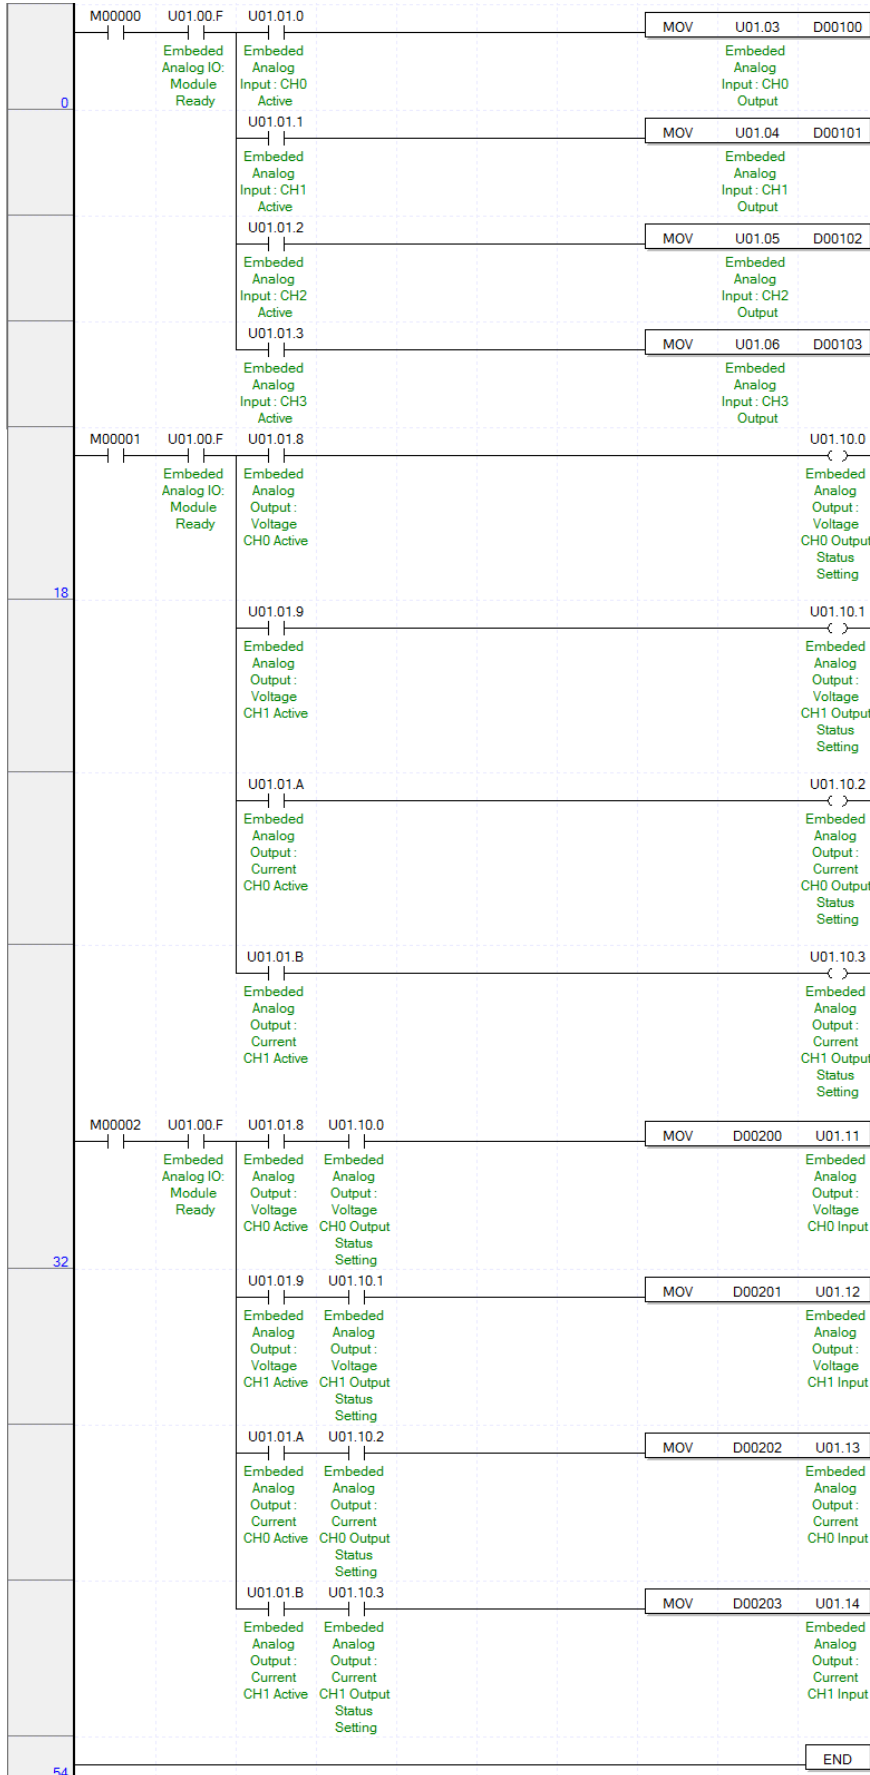 M00000 U01.00.F U01.01.0
MOV U01.03 D00100
Embeded Embeded Embeded
Analog IO: Analog Analog
Module Input : CH0 Input : CH0
Ready Active Output
0
U01.01.1
MOV U01.04 D00101
Embeded Embeded
Analog Analog
Input : CH1 Input : CH1
Active Output
U01.01.2
MOV U01.05 D00102
Embeded Embeded
Analog Analog
Input : CH2 Input : CH2
Active Output
U01.01.3
MOV U01.06 D00103
Embeded Embeded
Analog Analog
Input : CH3 Input : CH3
Active Output
M00001 U01.00.F U01.01.8 U01.10.0
Embeded Embeded Embeded
Analog IO: Analog Analog
Module Output : Output :
Ready Voltage Voltage
CH0 Active CH0 Output
Status
Setting
18
U01.01.9 U01.10.1
Embeded Embeded
Analog Analog
Output : Output :
Voltage Voltage
CH1 Active CH1 Output
Status
Setting
U01.01.A U01.10.2
Embeded Embeded
Analog Analog
Output : Output :
Current Current
CH0 Active CH0 Output
Status
Setting
U01.01.B U01.10.3
Embeded Embeded
Analog Analog
Output : Output :
Current Current
CH1 Active CH1 Output
Status
Setting
M00002 U01.00.F U01.01.8 U01.10.0
MOV D00200 U01.11
Embeded Embeded Embeded Embeded
Analog IO: Analog Analog Analog
Module Output : Output : Output :
Ready Voltage Voltage Voltage
CH0 Active CH0 Output CH0 Input
Status
Setting
32
U01.01.9 U01.10.1
MOV D00201 U01.12
Embeded Embeded Embeded
Analog Analog Analog
Output : Output : Output :
Voltage Voltage Voltage
CH1 Active CH1 Output CH1 Input
Status
Setting
U01.01.A U01.10.2
MOV D00202 U01.13
Embeded Embeded Embeded
Analog Analog Analog
Output : Output : Output :
Current Current Current
CH0 Active CH0 Output CH0 Input
Status
Setting
U01.01.B U01.10.3
MOV D00203 U01.14
Embeded Embeded Embeded
Analog Analog Analog
Output : Output : Output :
Current Current Current
CH1 Active CH1 Output CH1 Input
Status
Setting
END
54